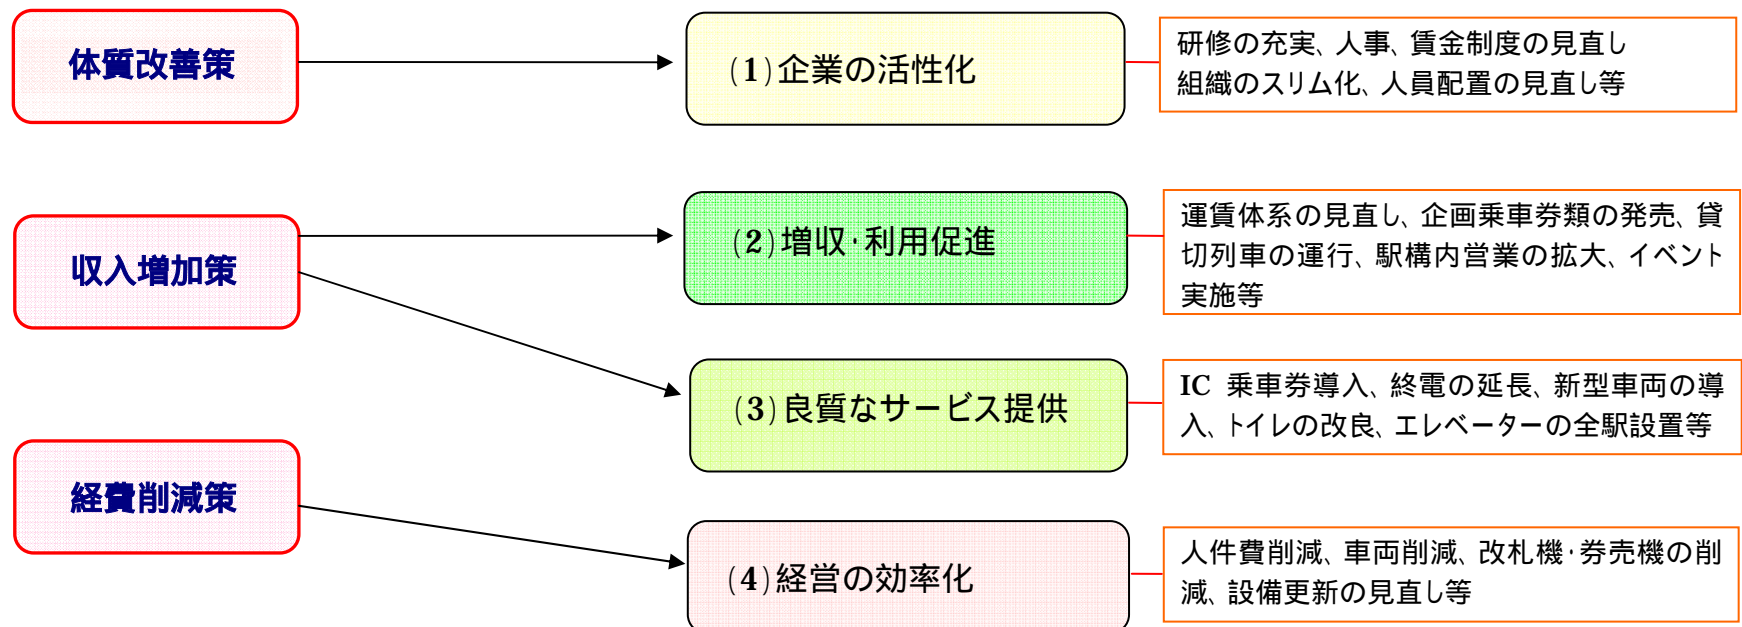 体質改善策
(1)企業の活性化
研修の充実、人事、賃金制度の見直し
組織のスリム化、人員配置の見直し等
収入増加策
(2)増収・利用促進
運賃体系の見直し、企画乗車券類の発売、貸
切列車の運行、駅構内営業の拡大、イベント
実施等
(3)良質なサービス提供
IC 乗車券導入、終電の延長、新型車両の導
入、トイレの改良、エレベーターの全駅設置等
経費削減策
(4)経営の効率化
人件費削減、車両削減、改札機・券売機の削
減、設備更新の見直し等